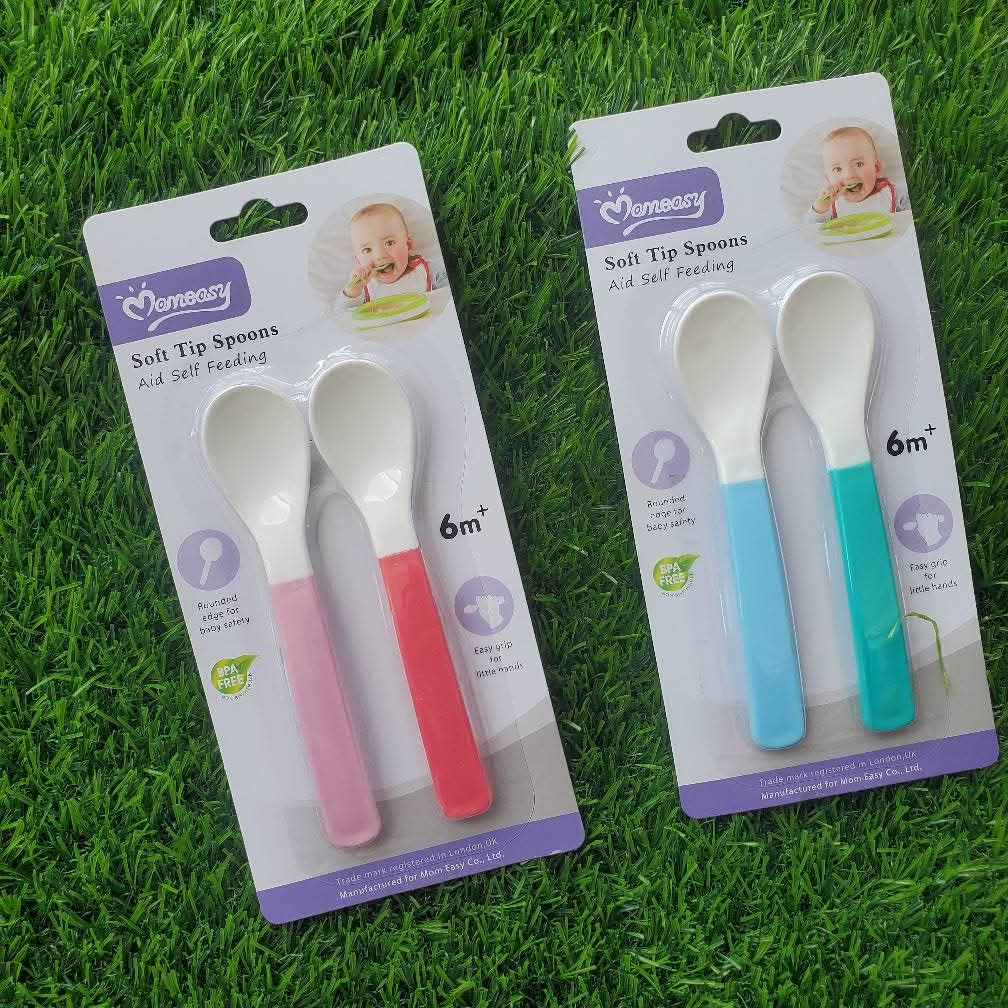 Momeasy
Soft Tip Spoons
Aid Self Feeding
6m+
Rounded
edge for
baby safety
BPA
FREE
Easy grip
for
little hands
Trade mark registered in London,UK
Manufactured for Mom Easy Co., Ltd.
Momeasy
Soft Tip Spoons
Aid Self Feeding
6m+
Rounded
edge for
baby safety
Easy grip
for
little hands
BPA
FREE
Trade mark registered in London,UK
Manufactured for Mom Easy Co., Ltd.